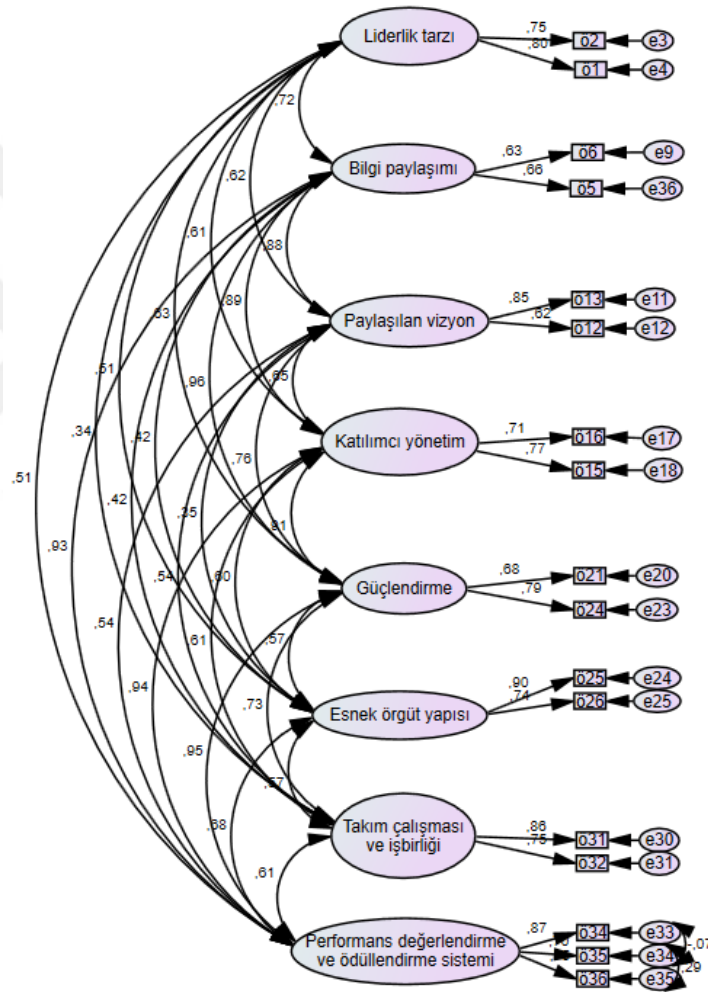 Liderlik tarzı
,75
ö2
e3
,80
ö1
e4
,72
Bilgi paylaşımı
,63
ö6
e9
,66
ö5
e36
,62
,61
,88
,89
,63
Paylaşılan vizyon
,85
ö13
e11
,62
ö12
e12
,65
,51
,96
Katılımcı yönetim
,71
ö16
e17
,77
ö15
e18
,34
,42
,76
,51
,42
,35
,91
,93
Güçlendirme
,68
ö21
e20
,79
ö24
e23
,54
,60
,54
,61
,57
Esnek örgüt yapısı
,90
ö25
e24
,74
ö26
e25
,94
,73
,95
,57
Takım çalışması
ve işbirliği
,86
ö31
e30
,75
ö32
e31
,61
Performans değerlendirme
ve ödüllendirme sistemi
,87
ö34
e33
ö35
e34
ö36
e35
-,07
,29